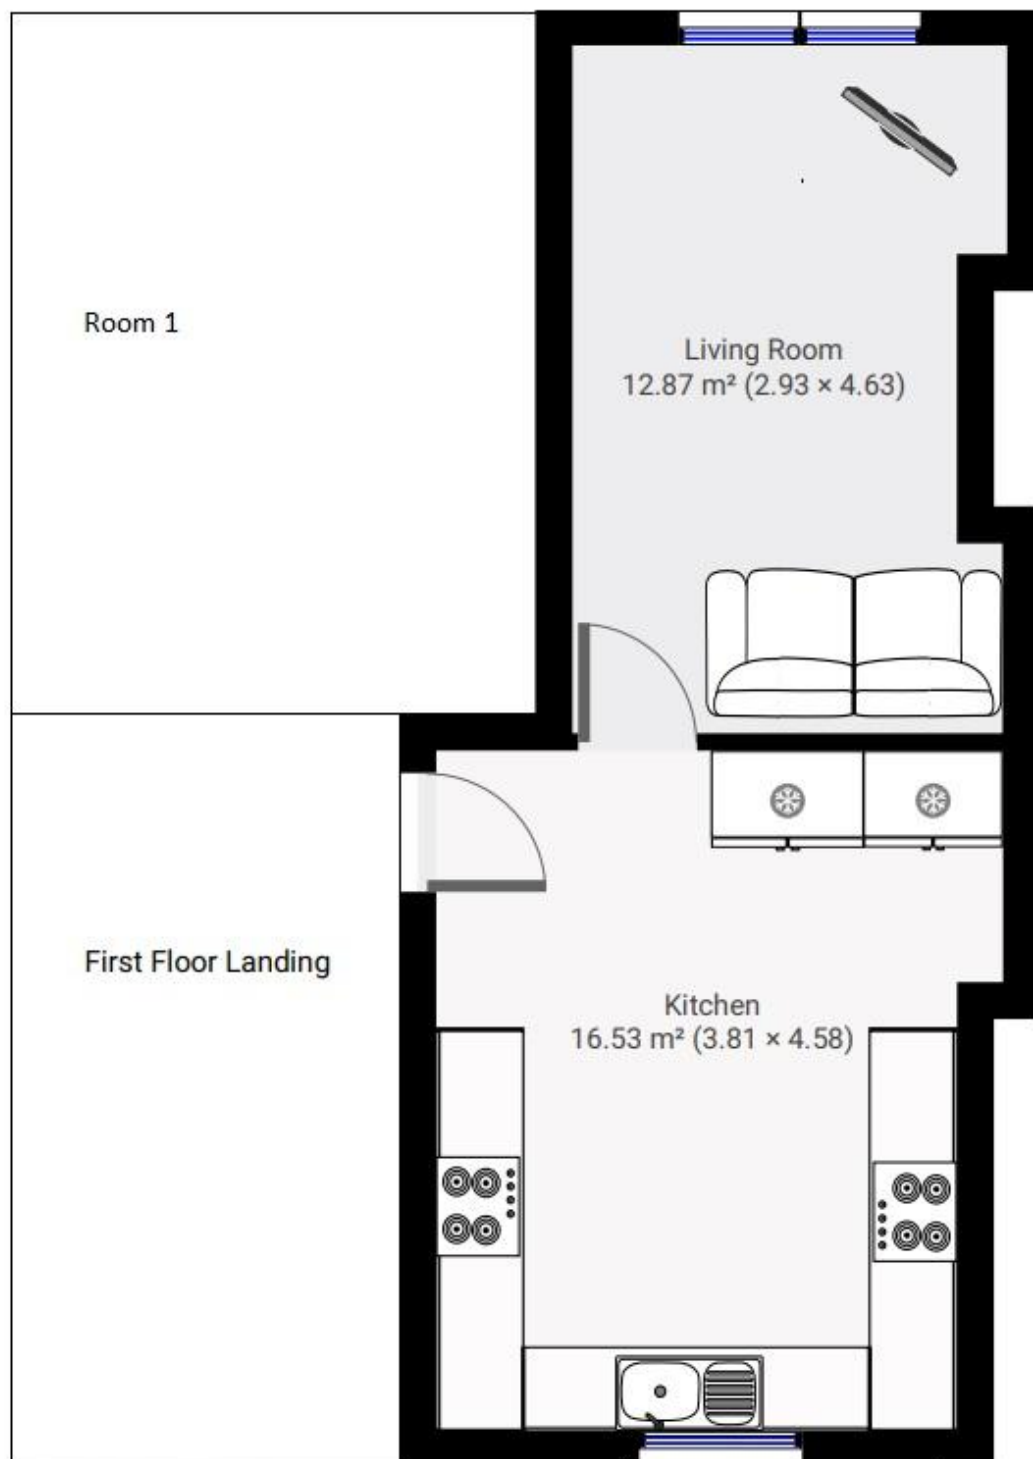 Room 1
Living Room
12.87 m² (2.93 × 4.63)
First Floor Landing
Kitchen
16.53 m² (3.81 × 4.58)